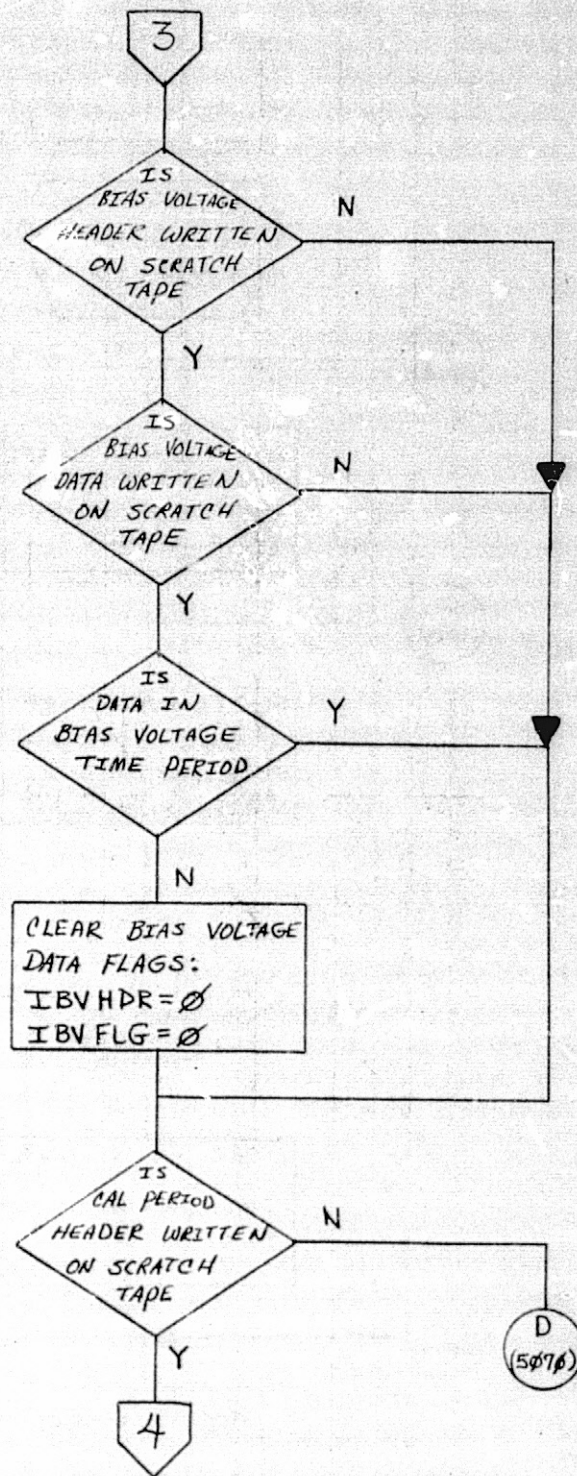 3
IS
BIAS VOLTAGE
HEADER WRITTEN
ON SCRATCH
TAPE
N
Y
IS
BIAS VOLTAGE
DATA WRITTEN
ON SCRATCH
TAPE
N
Y
IS
DATA IN
BIAS VOLTAGE
TIME PERIOD
Y
N
CLEAR BIAS VOLTAGE
DATA FLAGS:
IBVHDR=Ø
IBVFLG=Ø
IS
CAL PERIOD
HEADER WRITTEN
ON SCRATCH
TAPE
N
Y
D
(5Ø7Ø)
4